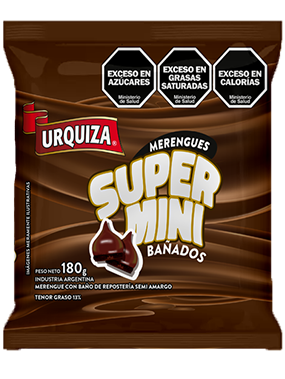 EXCESO EN
AZÚCARES
Ministerio
de Salud
EXCESO EN
GRASAS
SATURADAS
Ministerio
de Salud
EXCESO EN
CALORÍAS
Ministerio
de Salud
URQUIZA®
MERENGUES
SUPER
MINI
BAÑADOS
IMÁGENES MERAMENTE ILUSTRATIVAS
PESO NETO 180g
INDUSTRIA ARGENTINA
MERENGUE CON BAÑO DE REPOSTERÍA SEMI AMARGO
TENOR GRASO 13%